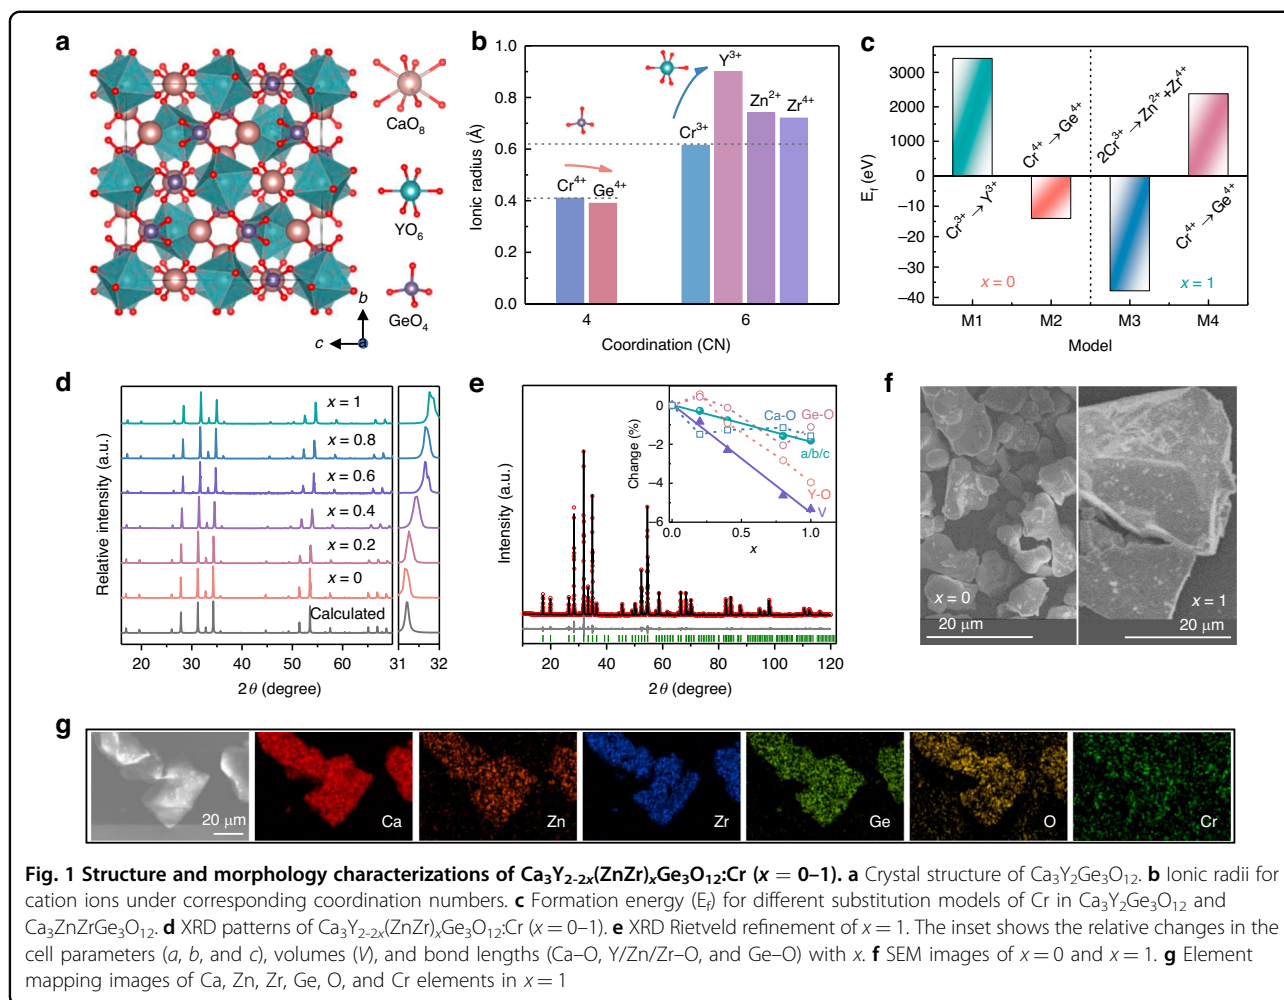 a
CaO8
YO6
GeO4
b
c
a
b
Ionic radius (Å)
1.0
0.8
0.6
0.4
0.2
0.0
Cr4+
Ge4+
Cr3+
Y3+
Zn2+
Zr4+
4
6
Coordination (CN)
c
Ef (eV)
3000
2000
1000
0
−10
−20
−30
−40
Cr3+ → Y3+
Cr4+ → Ge4+
2Cr3+ → Zn2++Zr4+
Cr4+ → Ge4+
x = 0
x = 1
M1
M2
M3
M4
Model
d
Relative intensity (a.u.)
x = 1
x = 0.8
x = 0.6
x = 0.4
x = 0.2
x = 0
Calculated
20
30
40
50
60
31
32
2θ (degree)
e
Intensity (a.u.)
Change (%)
0
−2
−4
−6
Ca-O
Ge-O
a/b/c
Y-O
V
0.0
0.5
1.0
x
20
40
60
80
100
120
2θ (degree)
f
x = 0
20 μm
x = 1
20 μm
g
20 μm
Ca
Zn
Zr
Ge
O
Cr
Fig. 1 Structure and morphology characterizations of Ca3Y2-2x(ZnZr)xGe3O12:Cr (x = 0–1). a Crystal structure of Ca3Y2Ge3O12. b Ionic radii for
cation ions under corresponding coordination numbers. c Formation energy (Ef) for different substitution models of Cr in Ca3Y2Ge3O12 and
Ca3ZnZrGe3O12. d XRD patterns of Ca3Y2-2x(ZnZr)xGe3O12:Cr (x = 0–1). e XRD Rietveld refinement of x = 1. The inset shows the relative changes in the
cell parameters (a, b, and c), volumes (V), and bond lengths (Ca–O, Y/Zn/Zr–O, and Ge–O) with x. f SEM images of x = 0 and x = 1. g Element
mapping images of Ca, Zn, Zr, Ge, O, and Cr elements in x = 1